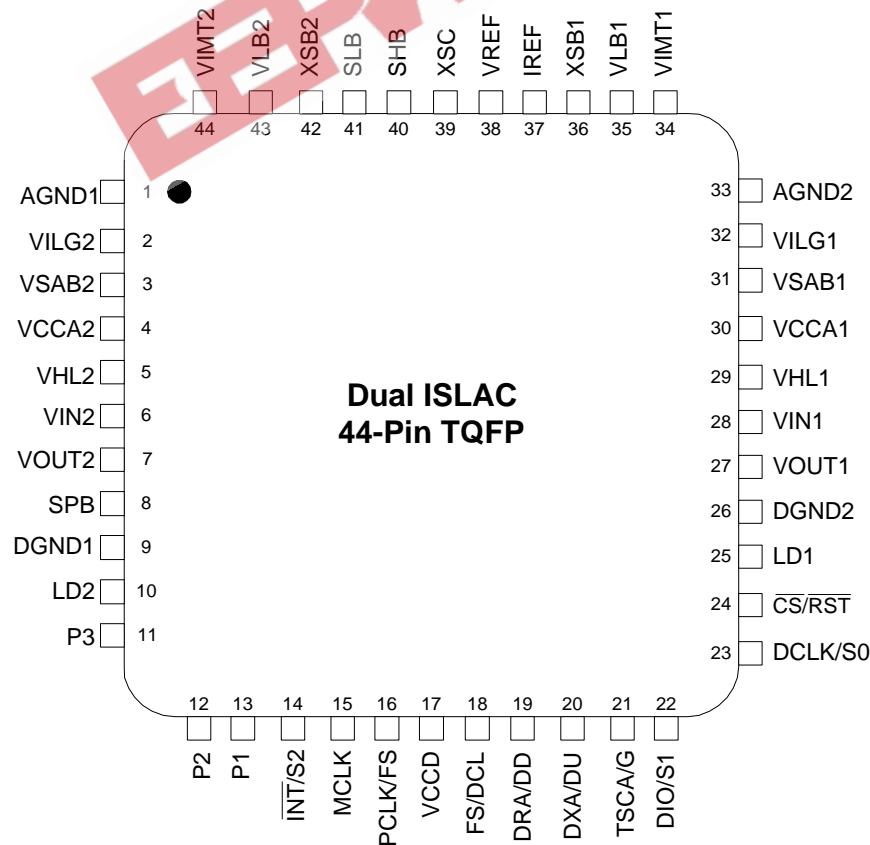 VIMT2
VLB2
XSB2
SLB
SHB
XSC
VREF
IREF
XSB1
VLB1
VIMT1
44
43
42
41
40
39
38
37
36
35
34
AGND1 1
VILG2 2
VSAB2 3
VCCA2 4
VHL2 5
VIN2 6
VOUT2 7
SPB 8
DGND1 9
LD2 10
P3 11
Dual ISLAC
44-Pin TQFP
33 AGND2
32 VILG1
31 VSAB1
30 VCCA1
29 VHL1
28 VIN1
27 VOUT1
26 DGND2
25 LD1
24 CS/RST
23 DCLK/S0
12
13
14
15
16
17
18
19
20
21
22
P2
P1
INT/S2
MCLK
PCLK/FS
VCCD
FS/DCL
DRA/DD
DXA/DU
TSCA/G
DIO/S1